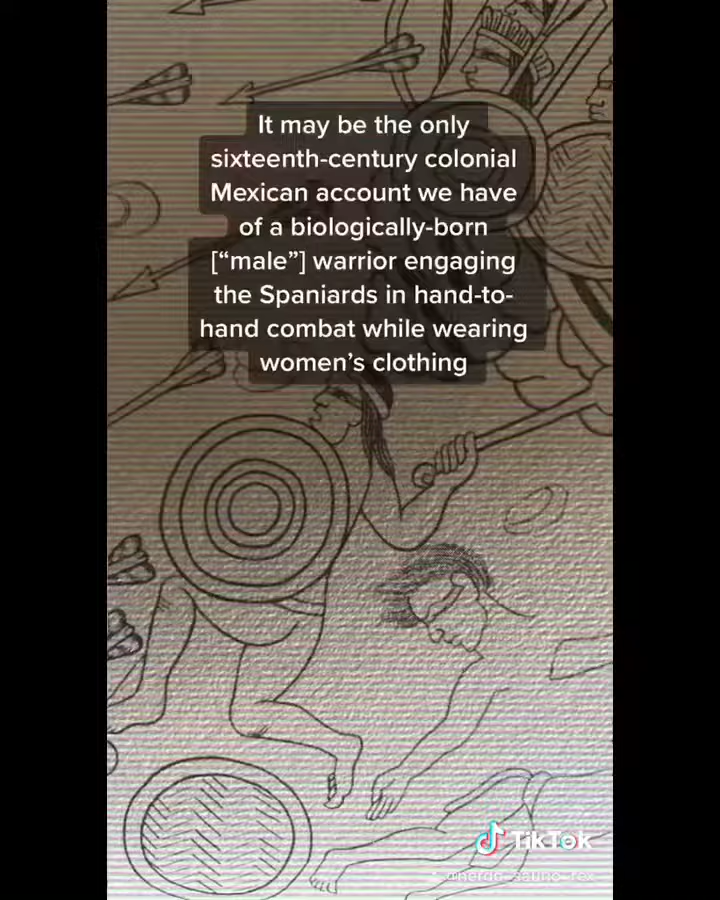 It may be the only
sixteenth-century colonial
Mexican account we have
of a biologically-born
[“male”] warrior engaging
the Spaniards in hand-to-
hand combat while wearing
women’s clothing
TikTok